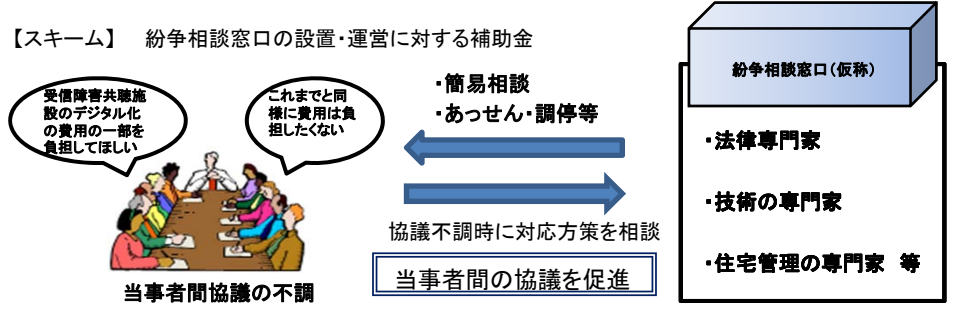 【スキーム】　紛争相談窓口の設置・運営に対する補助金
受信障害共聴施
設のデジタル化
の費用の一部を
負担してほしい
これまでと同
様に費用は負
担したくない
当事者間協議の不調
・簡易相談
・あっせん・調停等
協議不調時に対応方策を相談
当事者間の協議を促進
紛争相談窓口（仮称）
・法律専門家
・技術の専門家
・住宅管理の専門家　等